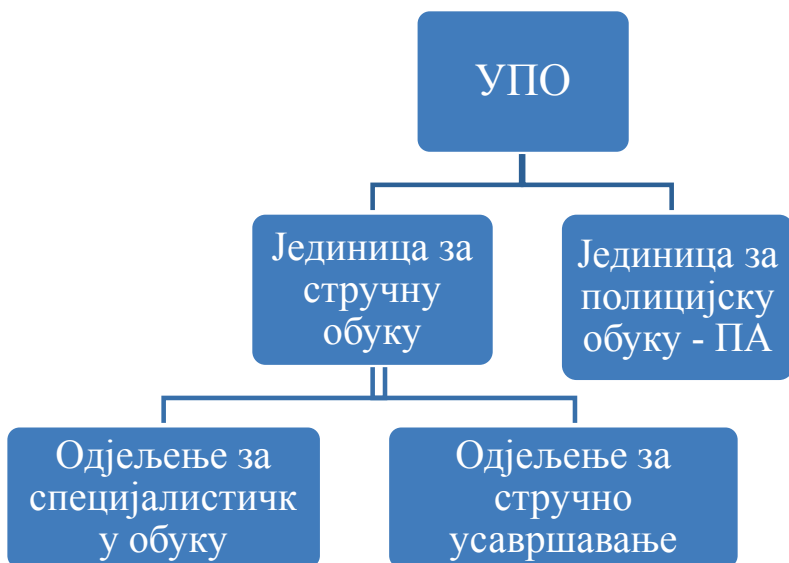 УПО
Јединица за
стручну
обуку
Јединица за
полицијску
обуку - ПА
Одјељење за
специјалистичк
у обуку
Одјељење за
стручно
усавршавање